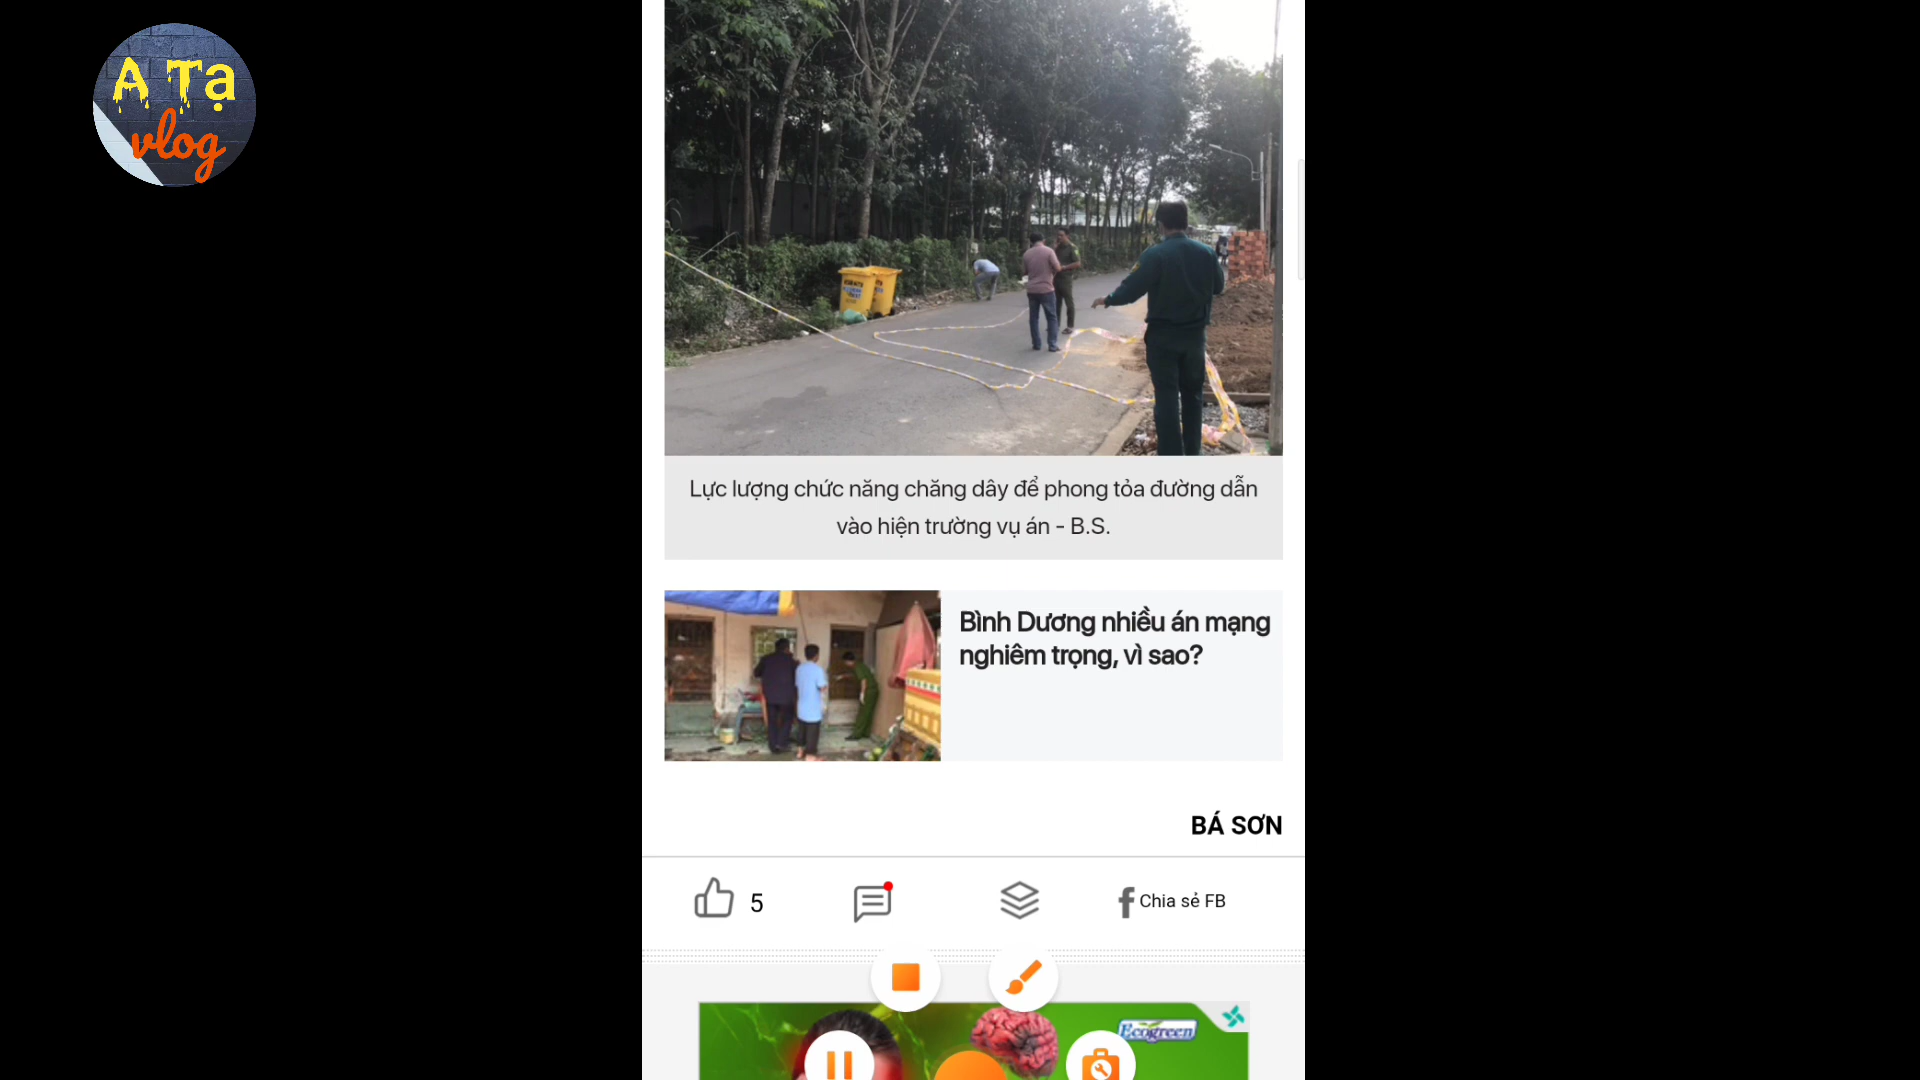 A Tạ
vlog
Lực lượng chức năng chăng dây để phong tỏa đường dẫn
vào hiện trường vụ án - B.S.
Bình Dương nhiều án mạng
nghiêm trọng, vì sao?
BÁ SƠN
5
Chia sẻ FB
Ecogreen